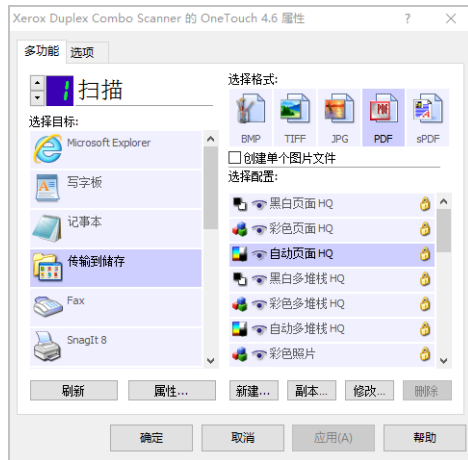 Xerox Duplex Combo Scanner 的 OneTouch 4.6 属性
多功能 选项
1 扫描
选择目标:
Microsoft Explorer
写字板
记事本
传输到储存
Fax
SnagIt 8
刷新 属性...
选择格式:
BMP TIFF JPG PDF sPDF
创建单个图片文件
选择配置:
黑白页面 HQ
彩色页面 HQ
自动页面 HQ
黑白多堆栈 HQ
彩色多堆栈 HQ
自动多堆栈 HQ
彩色照片
新建... 副本... 修改... 删除
确定 取消 应用(A) 帮助